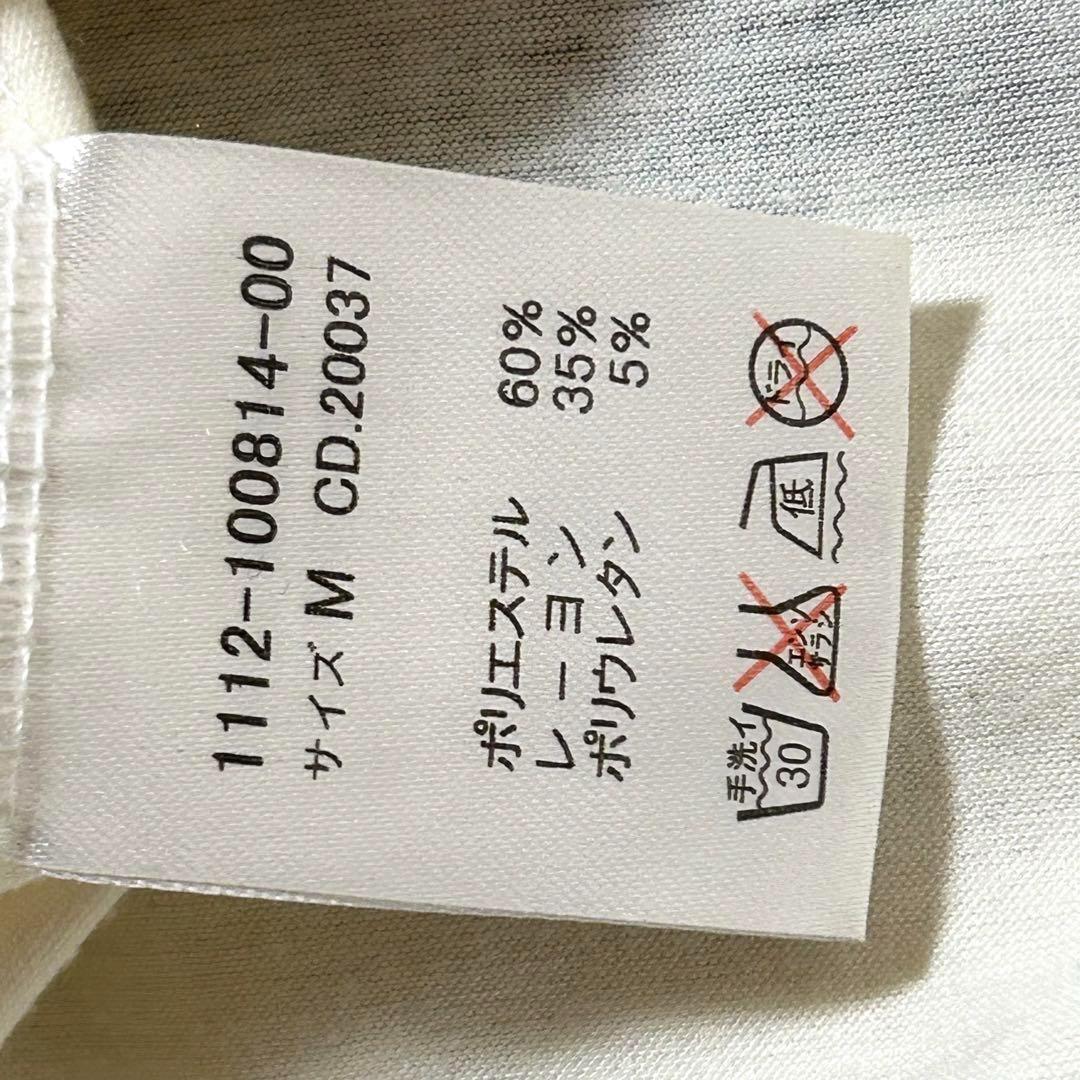 1112-100814-00
サイズ M CD.20037
ポリエステル 60%
レーヨン 35%
ポリウレタン 5%
手洗イ 30
エンソ サラシ
低
ドライ